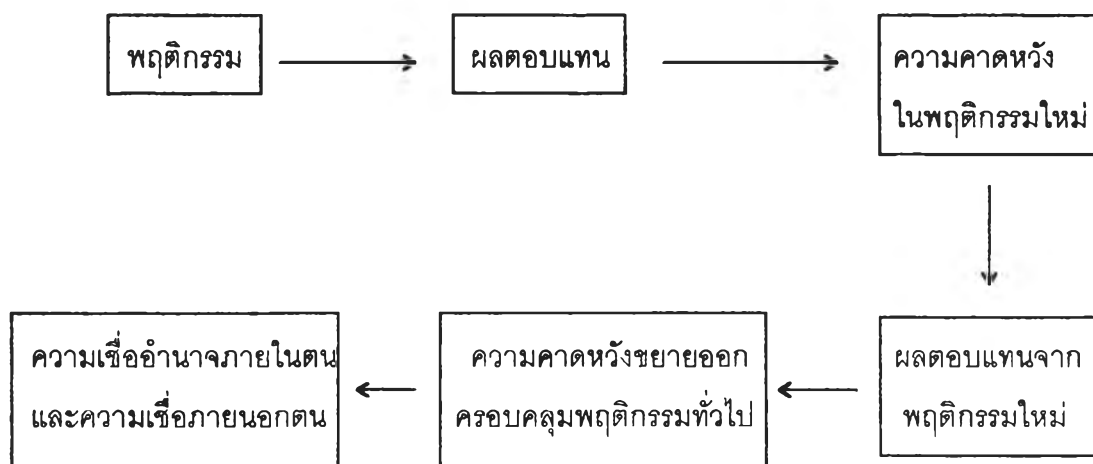 พฤติกรรม
ผลตอบแทน
ความคาดหวัง
ในพฤติกรรมใหม่
ผลตอบแทนจาก
พฤติกรรมใหม่
ความคาดหวังขยายออก
ครอบคลุมพฤติกรรมทั่วไป
ความเชื่ออำนาจภายในตน
และความเชื่อภายนอกตน